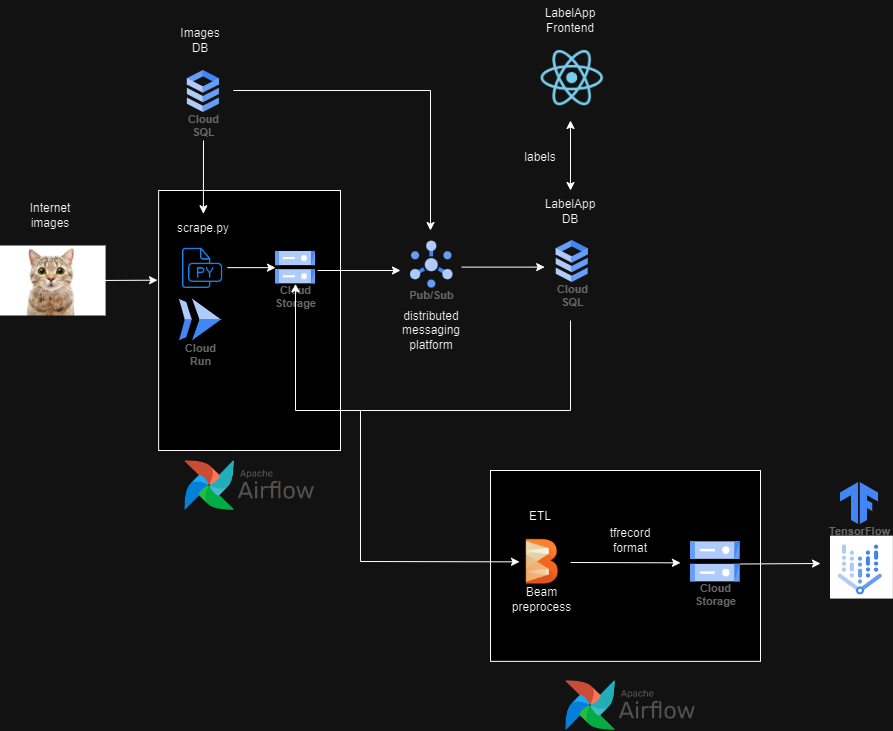 LabelApp
Frontend
Images
DB
Cloud
SQL
labels
LabelApp
DB
Internet
images
scrape.py
PY
Cloud
Storage
Cloud
Run
Pub/Sub
distributed
messaging
platform
Cloud
SQL
Apache
Airflow
ETL
tfrecord
format
Beam
preprocess
Cloud
Storage
TensorFlow
Apache
Airflow